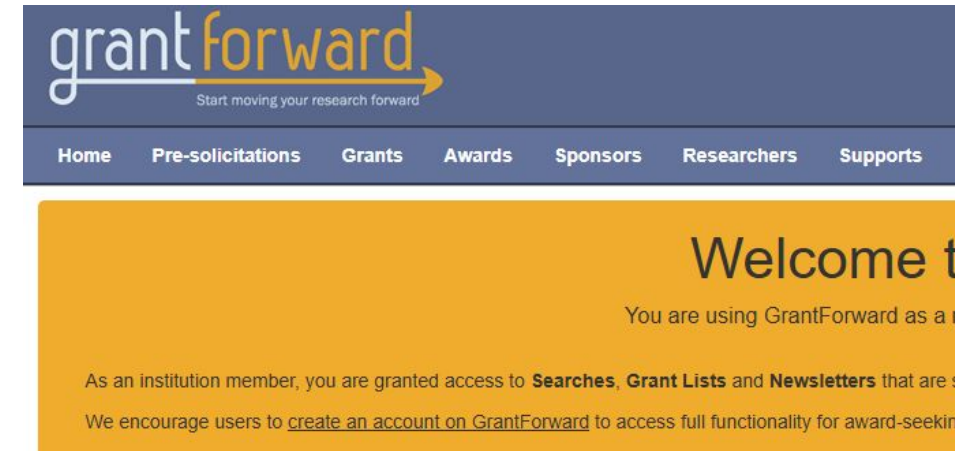 grant forward
Start moving your research forward
Home Pre-solicitations Grants Awards Sponsors Researchers Supports
Welcome
You are using GrantForward as a
As an institution member, you are granted access to Searches, Grant Lists and Newsletters that are
We encourage users to create an account on GrantForward to access full functionality for